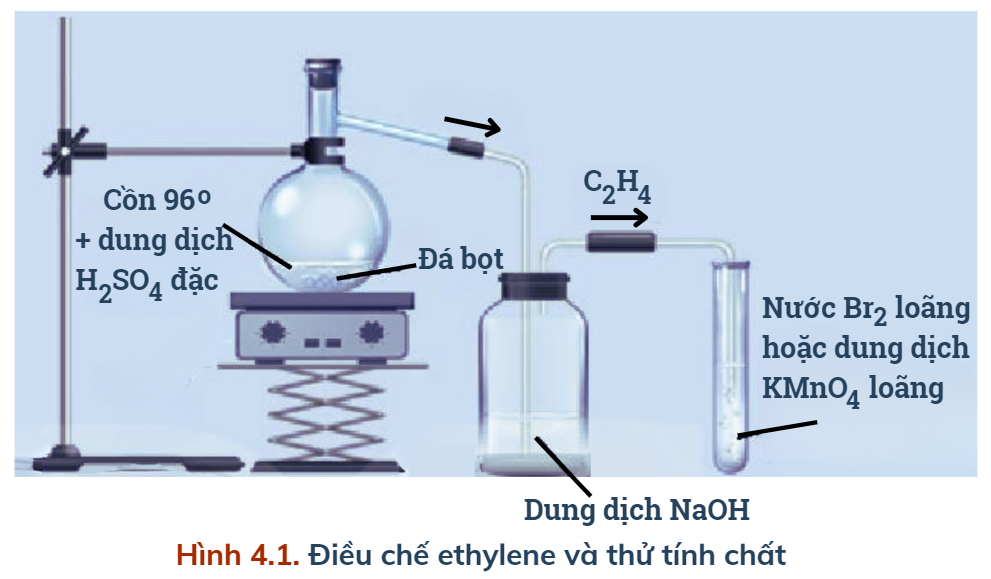 C₂H₄
Cồn 96º
+ dung dịch
H₂SO₄ đặc
Đá bọt
Nước Br₂ loãng
hoặc dung dịch
KMnO₄ loãng
Dung dịch NaOH
Hình 4.1. Điều chế ethylene và thử tính chất